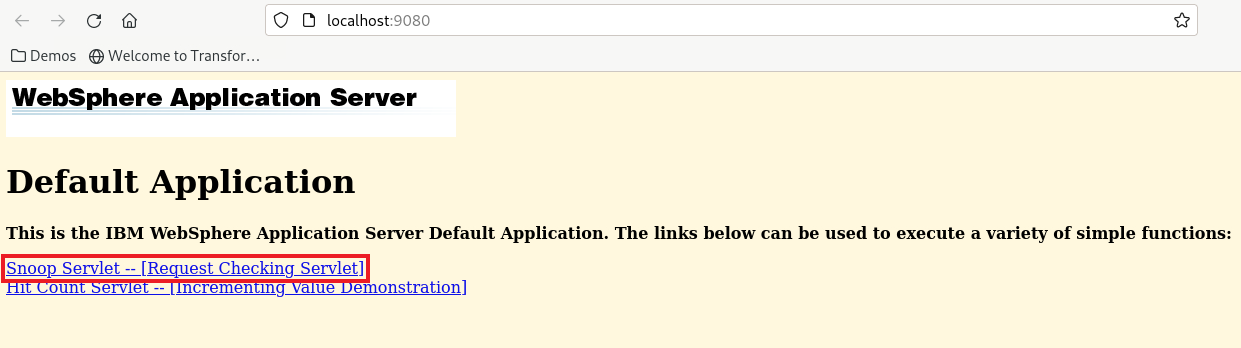 localhost:9080
Demos Welcome to Transfor...
WebSphere Application Server
Default Application
This is the IBM WebSphere Application Server Default Application. The links below can be used to execute a variety of simple functions:
Snoop Servlet -- [Request Checking Servlet]
Hit Count Servlet -- [Incrementing Value Demonstration]